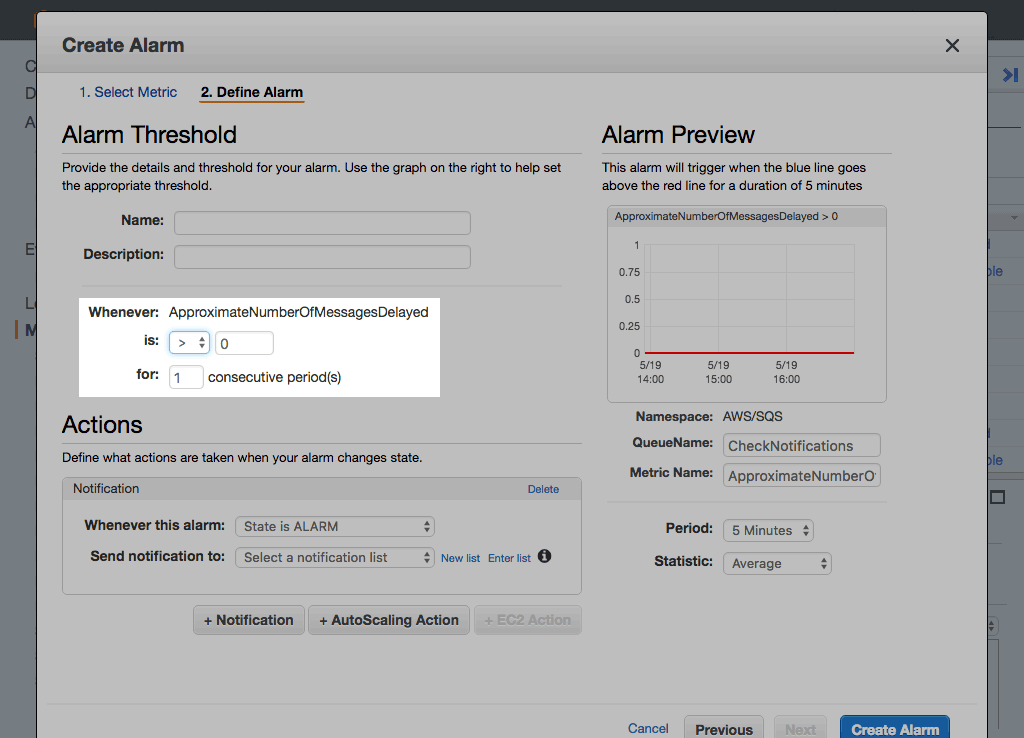 Create Alarm
1. Select Metric
2. Define Alarm
Alarm Threshold
Provide the details and threshold for your alarm. Use the graph on the right to help set
the appropriate threshold.
Name:
Description:
Whenever: ApproximateNumberOfMessagesDelayed
is: > 0
for: 1 consecutive period(s)
Actions
Define what actions are taken when your alarm changes state.
Notification Delete
Whenever this alarm: State is ALARM
Send notification to: Select a notification list New list Enter list
+ Notification + AutoScaling Action + EC2 Action
Alarm Preview
This alarm will trigger when the blue line goes
above the red line for a duration of 5 minutes
ApproximateNumberOfMessagesDelayed > 0
1
0.75
0.5
0.25
0
5/19 5/19 5/19
14:00 15:00 16:00
Namespace: AWS/SQS
QueueName: CheckNotifications
Metric Name: ApproximateNumberO
Period: 5 Minutes
Statistic: Average
Cancel Previous Next Create Alarm